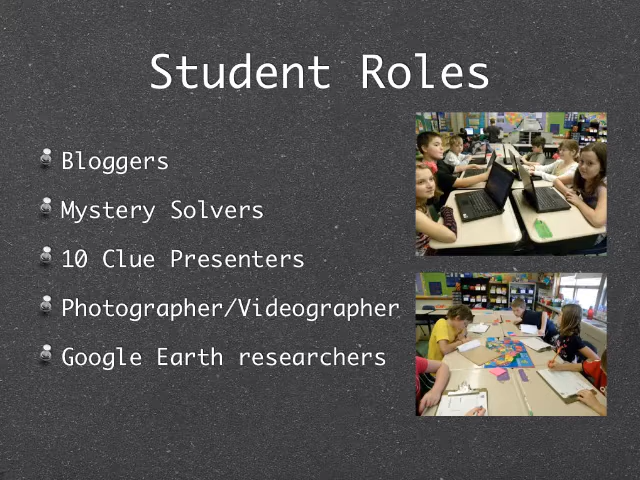 Student Roles
Bloggers
Mystery Solvers
10 Clue Presenters
Photographer/Videographer
Google Earth researchers